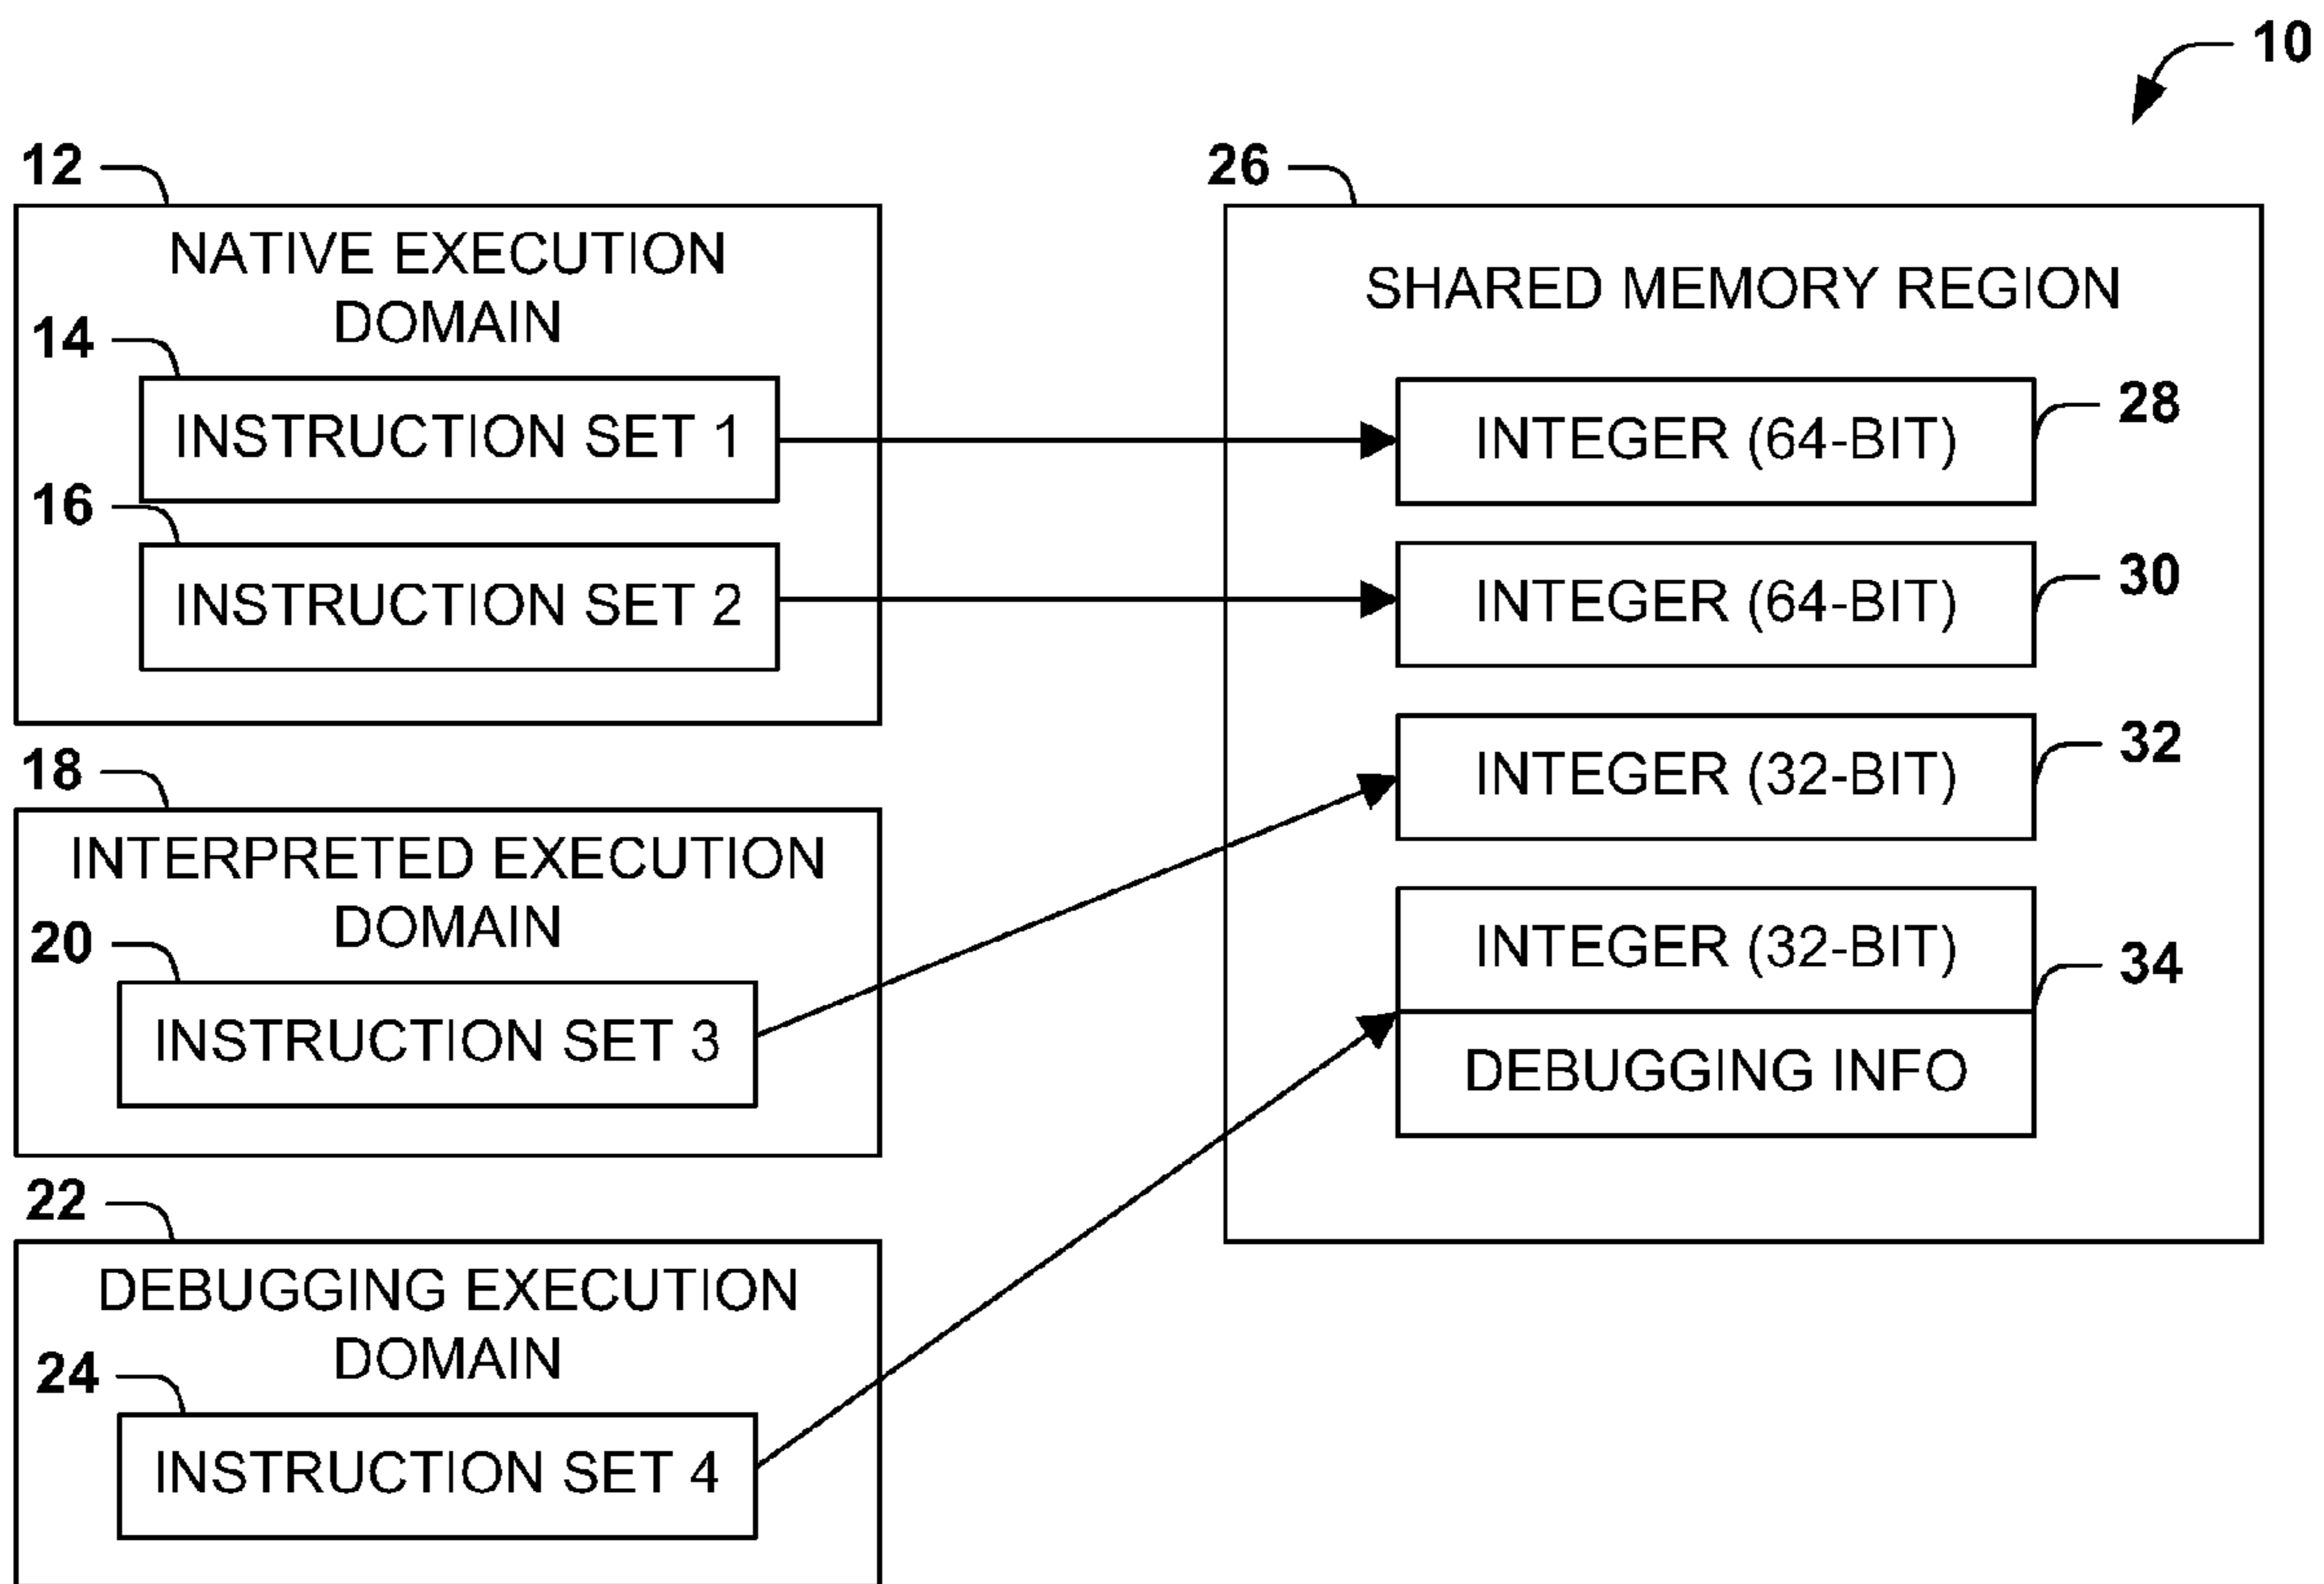 10
12
NATIVE EXECUTION
DOMAIN
14
INSTRUCTION SET 1
16
INSTRUCTION SET 2
18
INTERPRETED EXECUTION
DOMAIN
20
INSTRUCTION SET 3
22
DEBUGGING EXECUTION
DOMAIN
24
INSTRUCTION SET 4
26
SHARED MEMORY REGION
INTEGER (64-BIT)
28
INTEGER (64-BIT)
30
INTEGER (32-BIT)
32
INTEGER (32-BIT)
34
DEBUGGING INFO